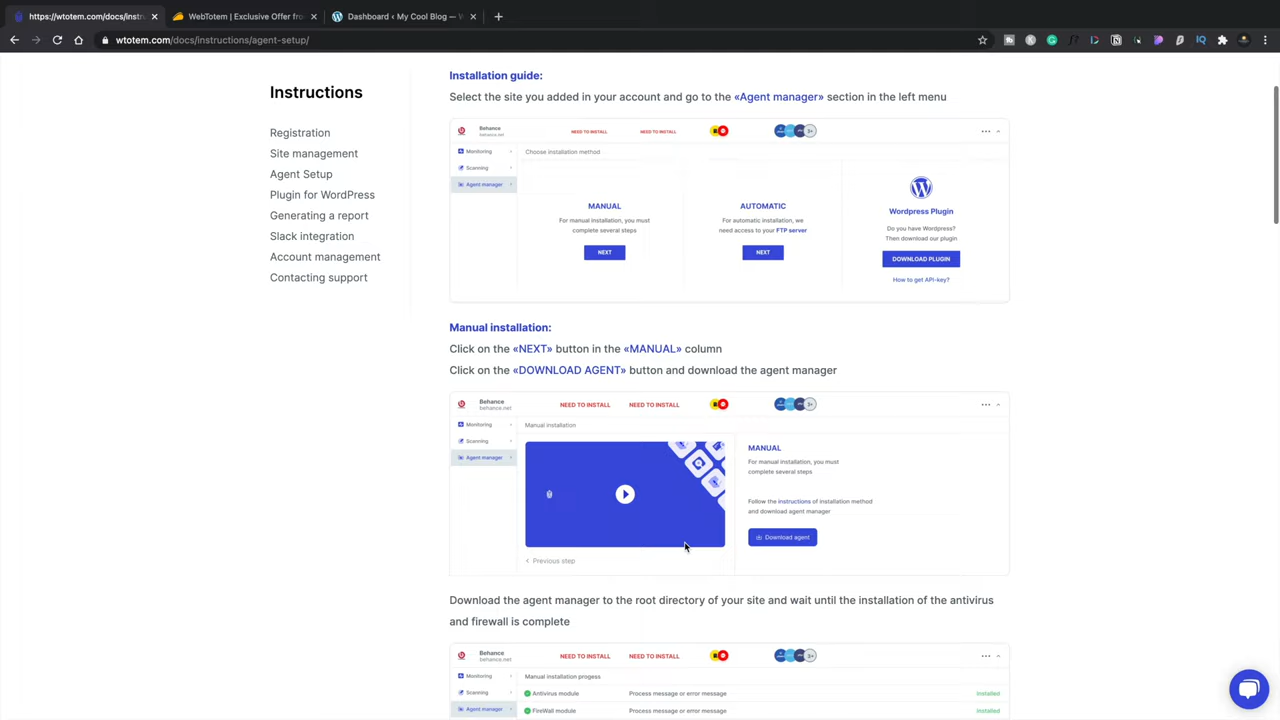 https://wtotem.com/docs/instru
WebTotem | Exclusive Offer fro
Dashboard ‹ My Cool Blog —
wtotem.com/docs/instructions/agent-setup/
Instructions
Registration
Site management
Agent Setup
Plugin for WordPress
Generating a report
Slack integration
Account management
Contacting support
Installation guide:
Select the site you added in your account and go to the «Agent manager» section in the left menu
Behance
behance.net
NEED TO INSTALL
NEED TO INSTALL
3+
Monitoring
Scanning
Agent manager
Choose installation method
MANUAL
For manual installation, you must
complete several steps
NEXT
AUTOMATIC
For automatic installation, we
need access to your FTP server
NEXT
Wordpress Plugin
Do you have Wordpress?
Then download our plugin
DOWNLOAD PLUGIN
How to get API-key?
Manual installation:
Click on the «NEXT» button in the «MANUAL» column
Click on the «DOWNLOAD AGENT» button and download the agent manager
Behance
behance.net
NEED TO INSTALL
NEED TO INSTALL
3+
Monitoring
Scanning
Agent manager
Manual installation
Previous step
MANUAL
For manual installation, you must
complete several steps
Follow the instructions of installation method
and download agent manager
Download agent
Download the agent manager to the root directory of your site and wait until the installation of the antivirus
and firewall is complete
Behance
behance.net
NEED TO INSTALL
NEED TO INSTALL
3+
Monitoring
Scanning
Agent manager
Manual installation progess
Antivirus module
Process message or error message
Installed
FireWall module
Process message or error message
Installed